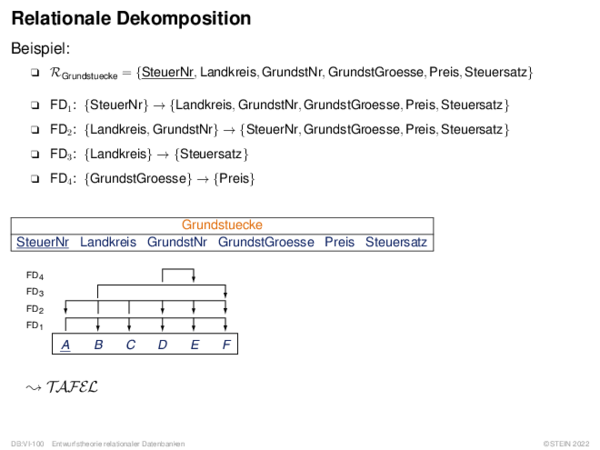 Relationale Dekomposition
Beispiel:
❑ ℛGrundstuecke = {SteuerNr, Landkreis, GrundstNr, GrundstGroesse, Preis, Steuersatz}
❑ FD₁: {SteuerNr} → {Landkreis, GrundstNr, GrundstGroesse, Preis, Steuersatz}
❑ FD₂: {Landkreis, GrundstNr} → {SteuerNr, GrundstGroesse, Preis, Steuersatz}
❑ FD₃: {Landkreis} → {Steuersatz}
❑ FD₄: {GrundstGroesse} → {Preis}
Grundstuecke
SteuerNr Landkreis GrundstNr GrundstGroesse Preis Steuersatz
FD₄
FD₃
FD₂
FD₁
A B C D E F
⤳ TAFEL
DB:VI-100 Entwurfstheorie relationaler Datenbanken ©STEIN 2022